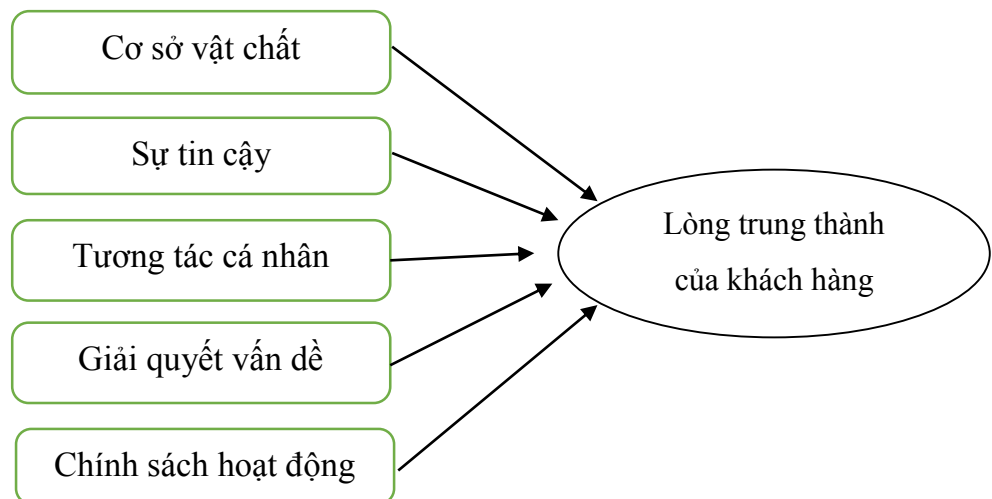 Cơ sở vật chất
Sự tin cậy
Tương tác cá nhân
Giải quyết vấn dề
Chính sách hoạt động
Lòng trung thành
của khách hàng